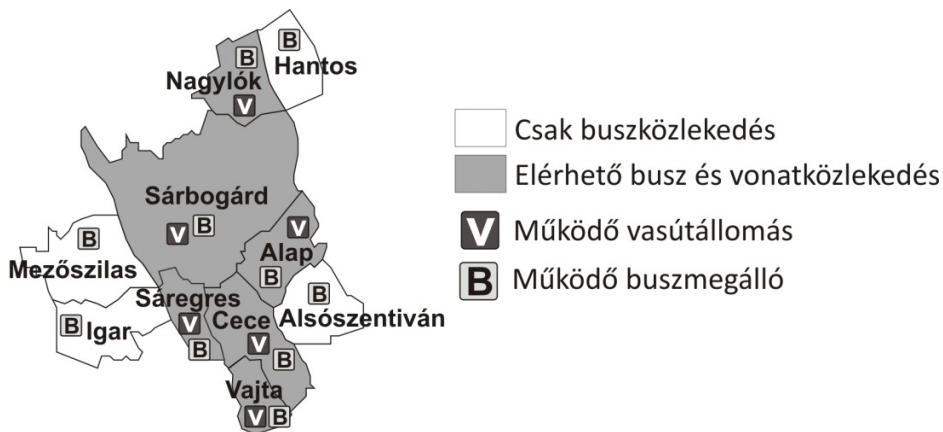 B
Hantos
B
Nagylók
V
Sárbogárd
V B
V
Alap
B
B
Mezőszilas
B
Igar
Sáregres
V
B
Cece
V
B
B
Alsószentiván
Vajta
V B
Csak buszközlekedés
Elérhető busz és vonatközlekedés
V Működő vasútállomás
B Működő buszmegálló